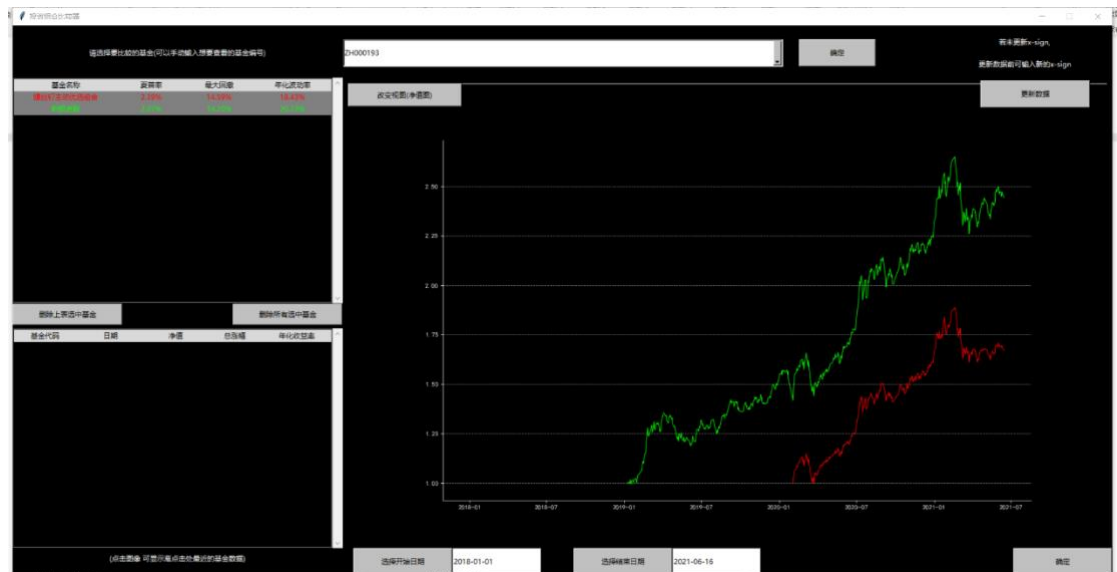 投资组合比较器
请选择要比较的基金(可以手动输入想要查看的基金编号)
ZH000193
确定
若未更新x-sign,
更新数据前可输入新的x-sign
基金名称 夏普率 最大回撤 年化波动率
14.59% 18.43%
改变视图(净值图)
更新数据
2.50
2.25
2.00
1.75
1.50
1.25
1.00
2018-01 2018-07 2019-01 2019-07 2020-01 2020-07 2021-01 2021-07
删除上表选中基金
删除所有选中基金
基金代码 日期 净值 总涨幅 年化收益率
(点击图像 可显示离点击处最近的基金数据)
选择开始日期 2018-01-01
选择结束日期 2021-06-16
确定